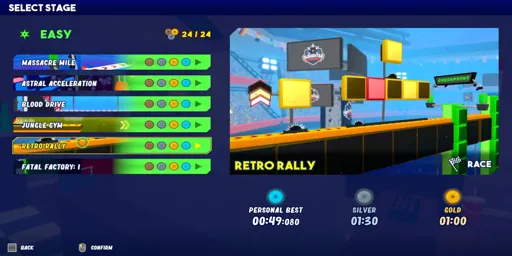 SELECT STAGE
EASY
24 / 24
MASSACRE MILE
ASTRAL ACCELERATION
BLOOD DRIVE
JUNGLE-GYM
RETRO RALLY
FATAL FACTORY: 1
CHECKPOINT
RETRO RALLY
RACE
PERSONAL BEST
SILVER
GOLD
00:49:080
01:30
01:00
BACK
CONFIRM